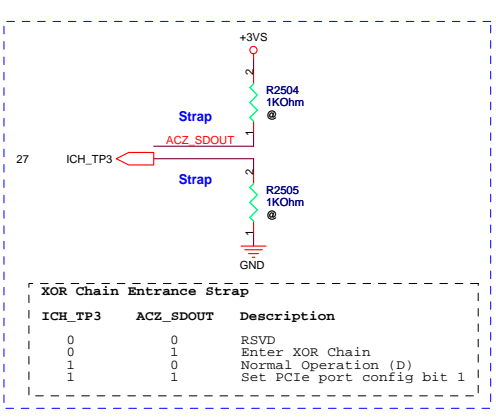 +3VS
2
R2504
1KOhm
@
1
Strap
ACZ_SDOUT
27 ICH_TP3
Strap
2
R2505
1KOhm
@
1
GND
XOR Chain Entrance Strap
ICH_TP3 ACZ_SDOUT Description
0 0 RSVD
0 1 Enter XOR Chain
1 0 Normal Operation (D)
1 1 Set PCIe port config bit 1